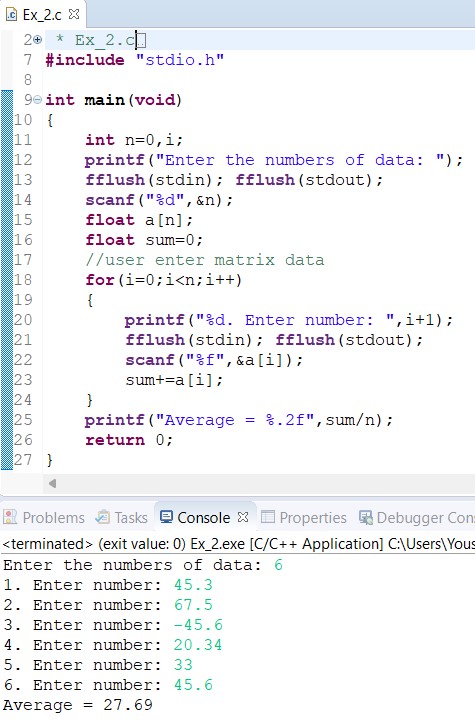 Ex_2.c
2 * Ex_2.c
7 #include "stdio.h"
8
9 int main(void)
10 {
11     int n=0,i;
12     printf("Enter the numbers of data: ");
13     fflush(stdin); fflush(stdout);
14     scanf("%d",&n);
15     float a[n];
16     float sum=0;
17     //user enter matrix data
18     for(i=0;i<n;i++)
19     {
20         printf("%d. Enter number: ",i+1);
21         fflush(stdin); fflush(stdout);
22         scanf("%f",&a[i]);
23         sum+=a[i];
24     }
25     printf("Average = %.2f",sum/n);
26     return 0;
27 }
Problems Tasks Console Properties Debugger Con
<terminated> (exit value: 0) Ex_2.exe [C/C++ Application] C:\Users\Yous
Enter the numbers of data: 6
1. Enter number: 45.3
2. Enter number: 67.5
3. Enter number: -45.6
4. Enter number: 20.34
5. Enter number: 33
6. Enter number: 45.6
Average = 27.69